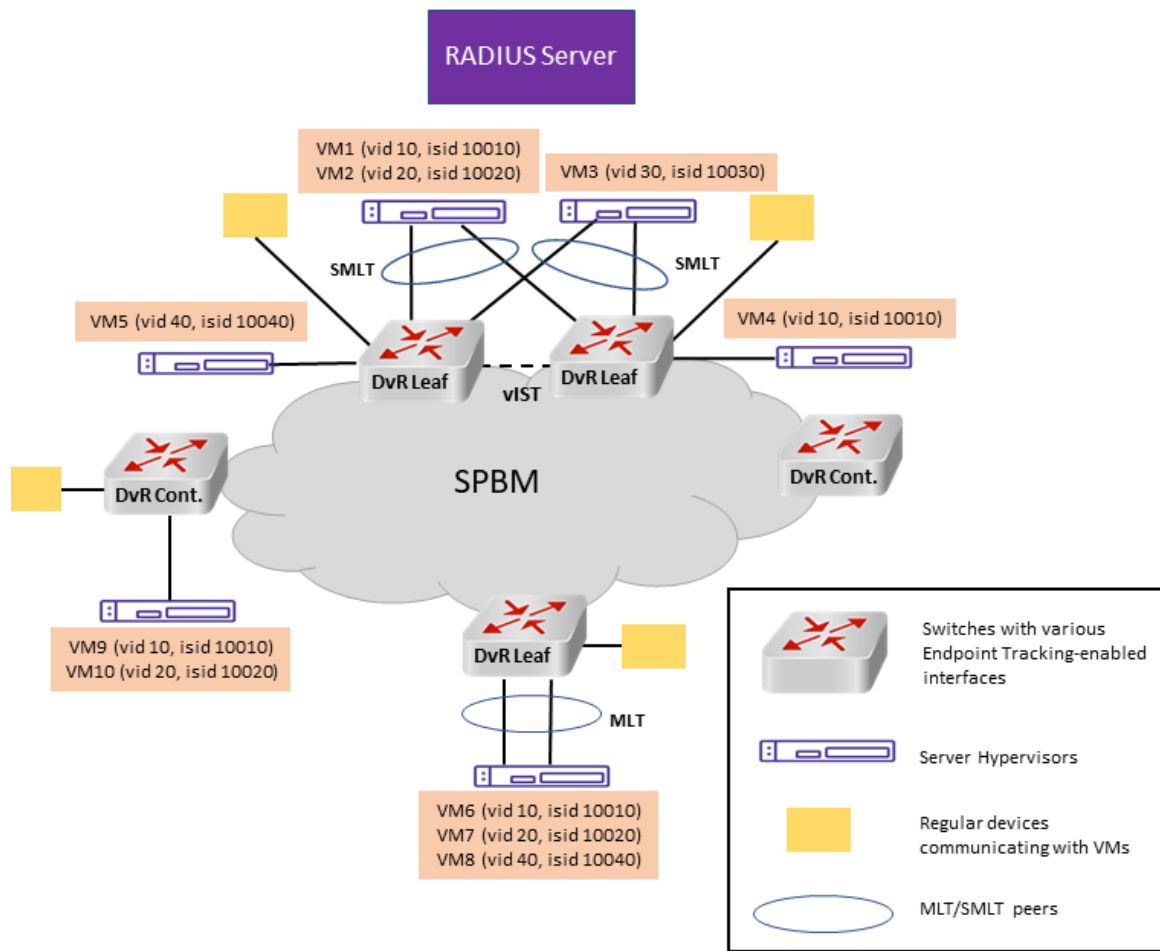 RADIUS Server
VM1 (vid 10, isid 10010)
VM2 (vid 20, isid 10020)
VM3 (vid 30, isid 10030)
SMLT
SMLT
VM5 (vid 40, isid 10040)
VM4 (vid 10, isid 10010)
DvR Leaf
DvR Leaf
vIST
SPBM
DvR Cont.
DvR Cont.
VM9 (vid 10, isid 10010)
VM10 (vid 20, isid 10020)
DvR Leaf
MLT
VM6 (vid 10, isid 10010)
VM7 (vid 20, isid 10020)
VM8 (vid 40, isid 10040)
Switches with various
Endpoint Tracking-enabled
interfaces
Server Hypervisors
Regular devices
communicating with VMs
MLT/SMLT peers